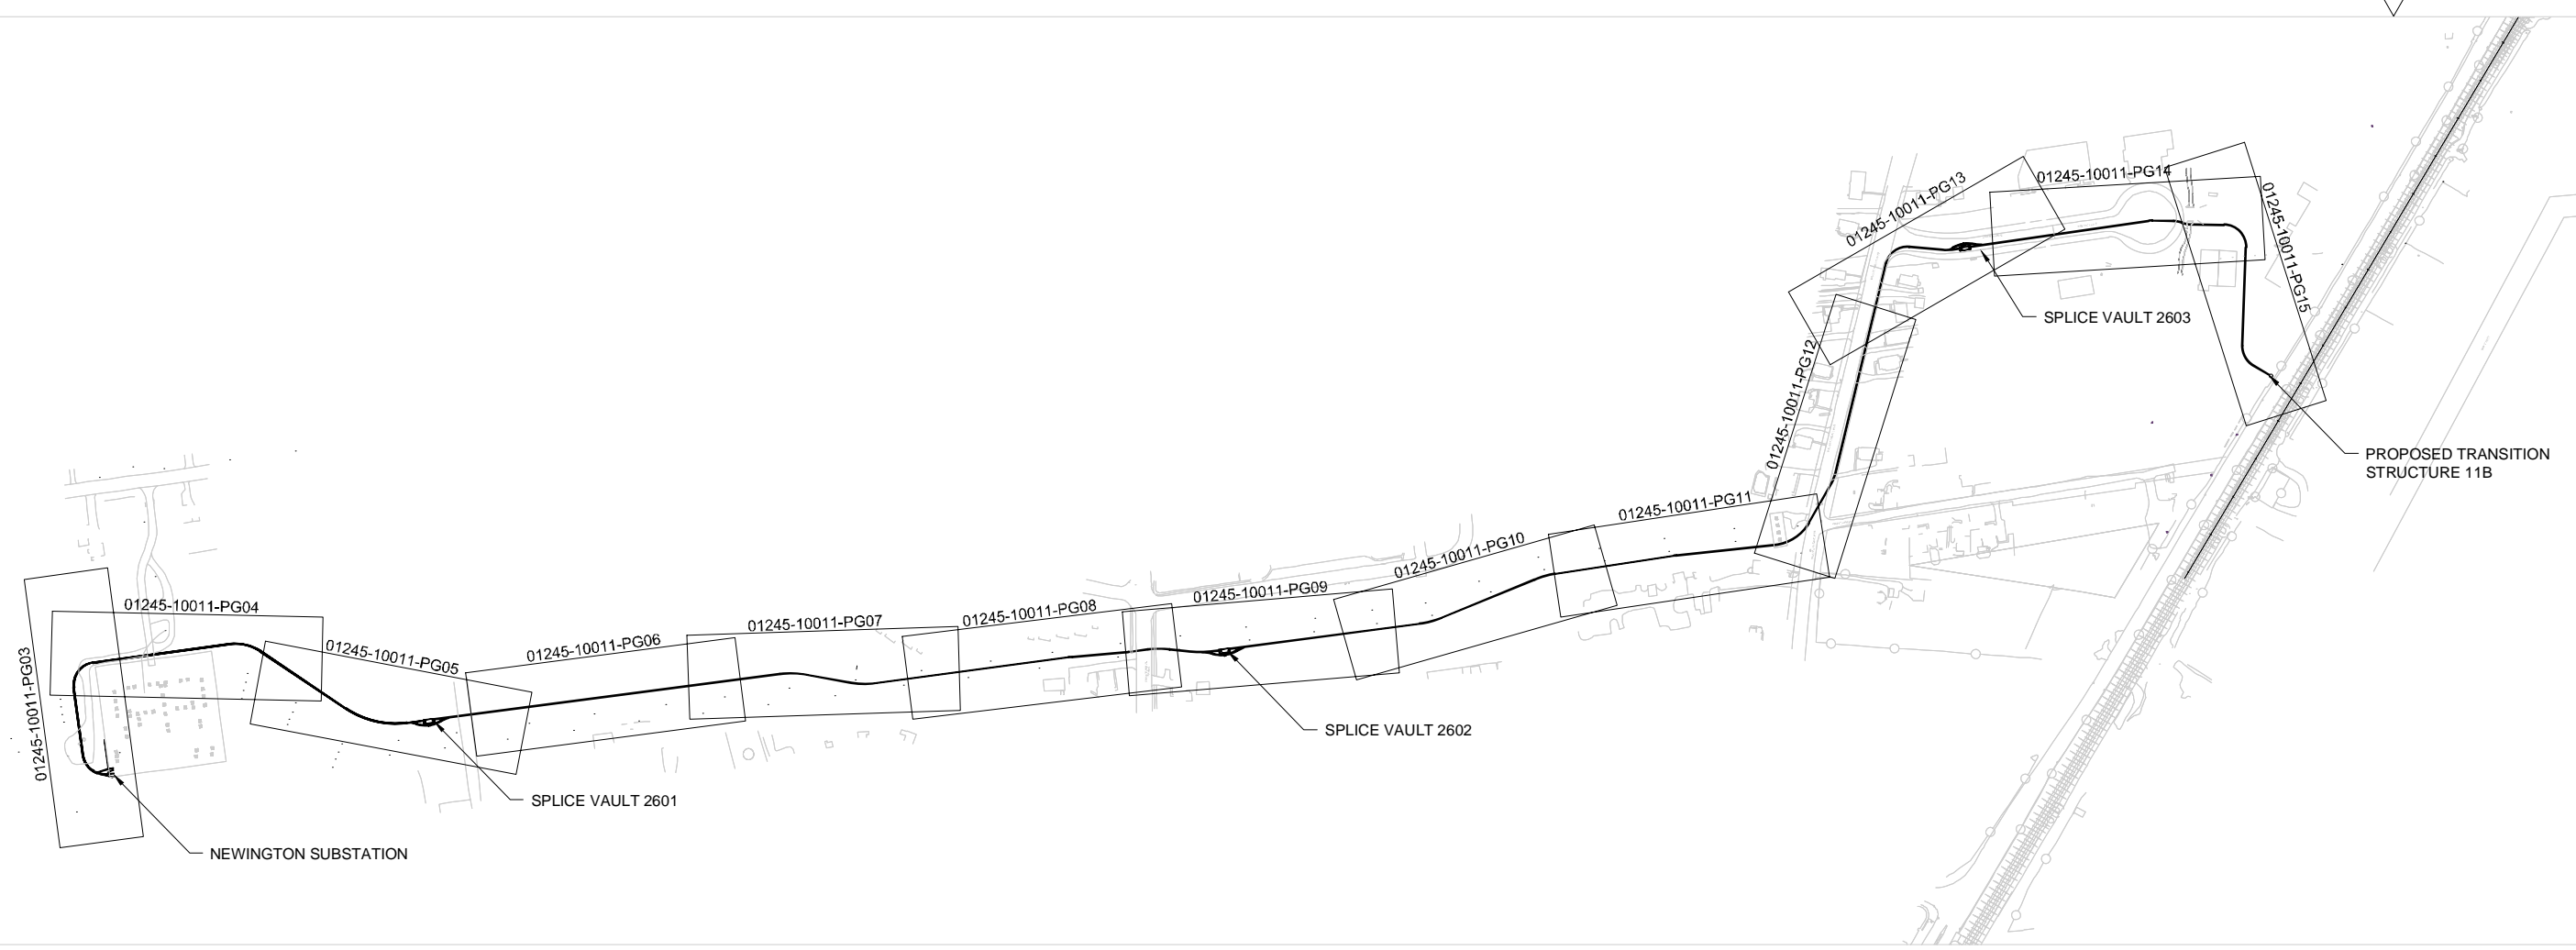 01245-10011-PG03
01245-10011-PG04
01245-10011-PG05
01245-10011-PG06
01245-10011-PG07
01245-10011-PG08
01245-10011-PG09
01245-10011-PG10
01245-10011-PG11
01245-10011-PG12
01245-10011-PG13
01245-10011-PG14
01245-10011-PG15
NEWINGTON SUBSTATION
SPLICE VAULT 2601
SPLICE VAULT 2602
SPLICE VAULT 2603
PROPOSED TRANSITION
STRUCTURE 11B